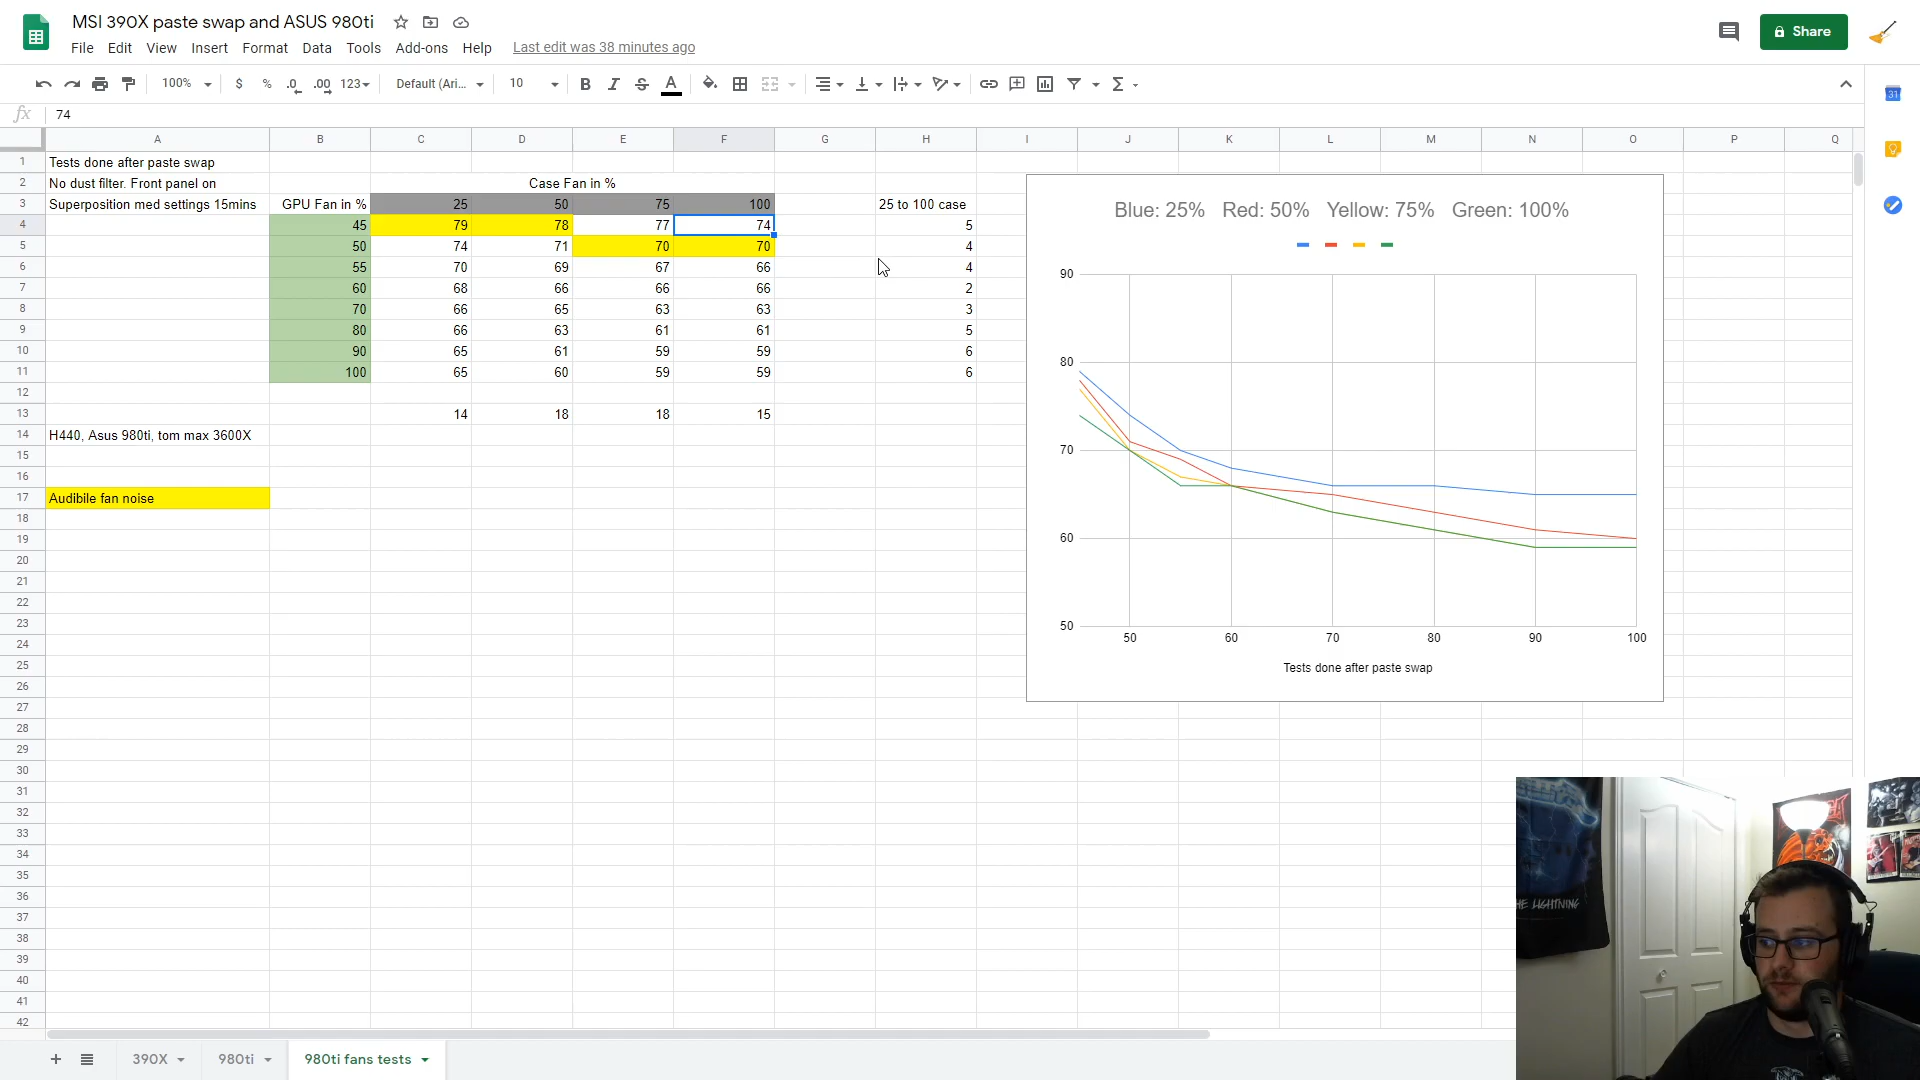 MSI 390X paste swap and ASUS 980ti
File Edit View Insert Format Data Tools Add-ons Help Last edit was 38 minutes ago
Share
100% $ % .0 .00 123 Default (Ari... 10 B I S A Σ
31
fx 74
A B C D E F G H I J K L M N O P Q
1 Tests done after paste swap
2 No dust filter. Front panel on Case Fan in %
3 Superposition med settings 15mins GPU Fan in % 25 50 75 100 25 to 100 case
4 45 79 78 77 74 5
5 50 74 71 70 70 4
6 55 70 69 67 66 4
7 60 68 66 66 66 2
8 70 66 65 63 63 3
9 80 66 63 61 61 5
10 90 65 61 59 59 6
11 100 65 60 59 59 6
12
13 14 18 18 15
14 H440, Asus 980ti, tom max 3600X
15
16
17 Audibile fan noise
18
19
20
21
22
23
24
25
26
27
28
29
30
31
32
33
34
35
36
37
38
39
40
41
42
Blue: 25% Red: 50% Yellow: 75% Green: 100%
90
80
70
60
50
50 60 70 80 90 100
Tests done after paste swap
HE LIGHTNING
390X 980ti 980ti fans tests